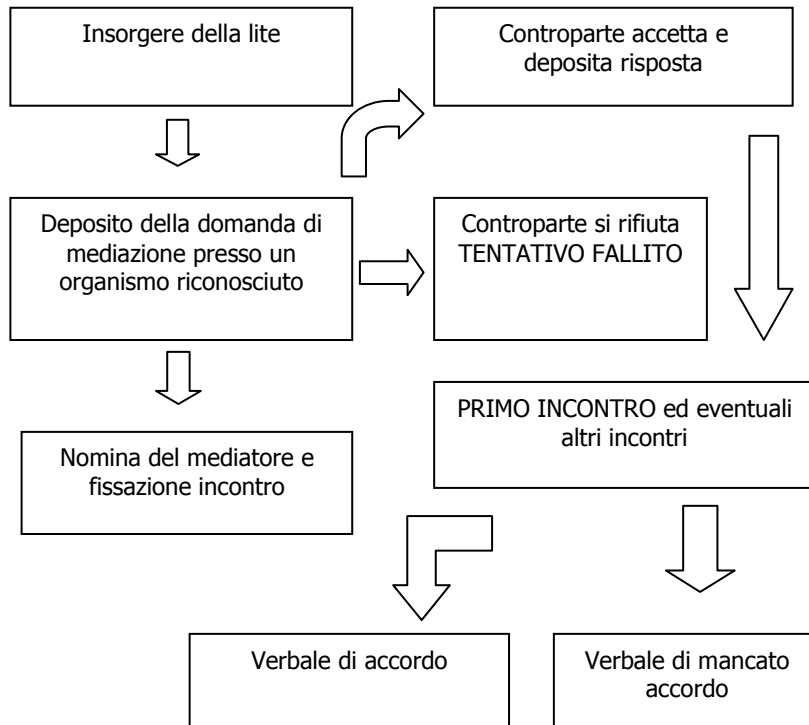 Insorgere della lite
Controparte accetta e
deposita risposta
Deposito della domanda di
mediazione presso un
organismo riconosciuto
Controparte si rifiuta
TENTATIVO FALLITO
PRIMO INCONTRO ed eventuali
altri incontri
Nomina del mediatore e
fissazione incontro
Verbale di accordo
Verbale di mancato
accordo